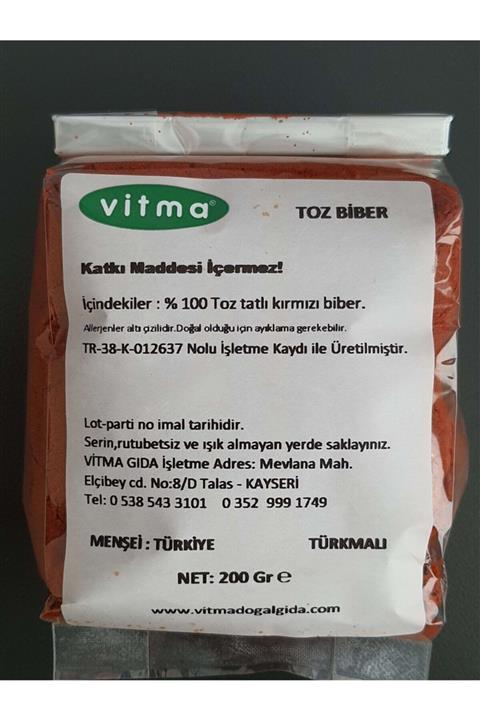 vitma®
TOZ BİBER
Katkı Maddesi İçermez!
İçindekiler : % 100 Toz tatlı kırmızı biber.
Allerjenler altı çizilidir.Doğal olduğu için ayıklama gerekebilir.
TR-38-K-012637 Nolu İşletme Kaydı ile Üretilmiştir.
Lot-parti no imal tarihidir.
Serin,rutubetsiz ve ışık almayan yerde saklayınız.
VİTMA GIDA İşletme Adres: Mevlana Mah.
Elçibey cd. No:8/D Talas - KAYSERİ
Tel: 0 538 543 3101 0 352 999 1749
MENŞEİ : TÜRKİYE TÜRKMALI
NET: 200 Gr e
www.vitmadogalgida.com